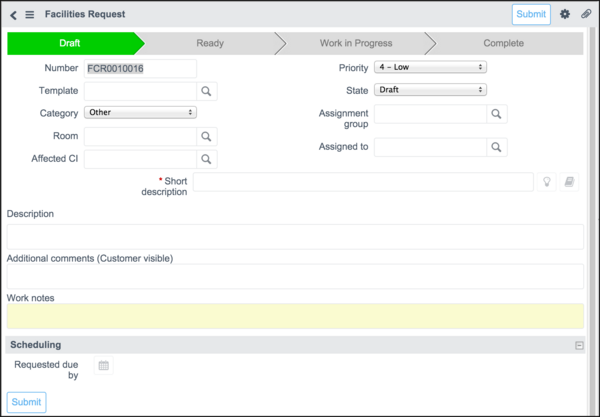 Facilities Request
Submit
Draft
Ready
Work in Progress
Complete
Number
FCR0010016
Priority
4 - Low
Template
State
Draft
Category
Other
Assignment
group
Room
Assigned to
Affected CI
* Short
description
Description
Additional comments (Customer visible)
Work notes
Scheduling
Requested due
by
Submit